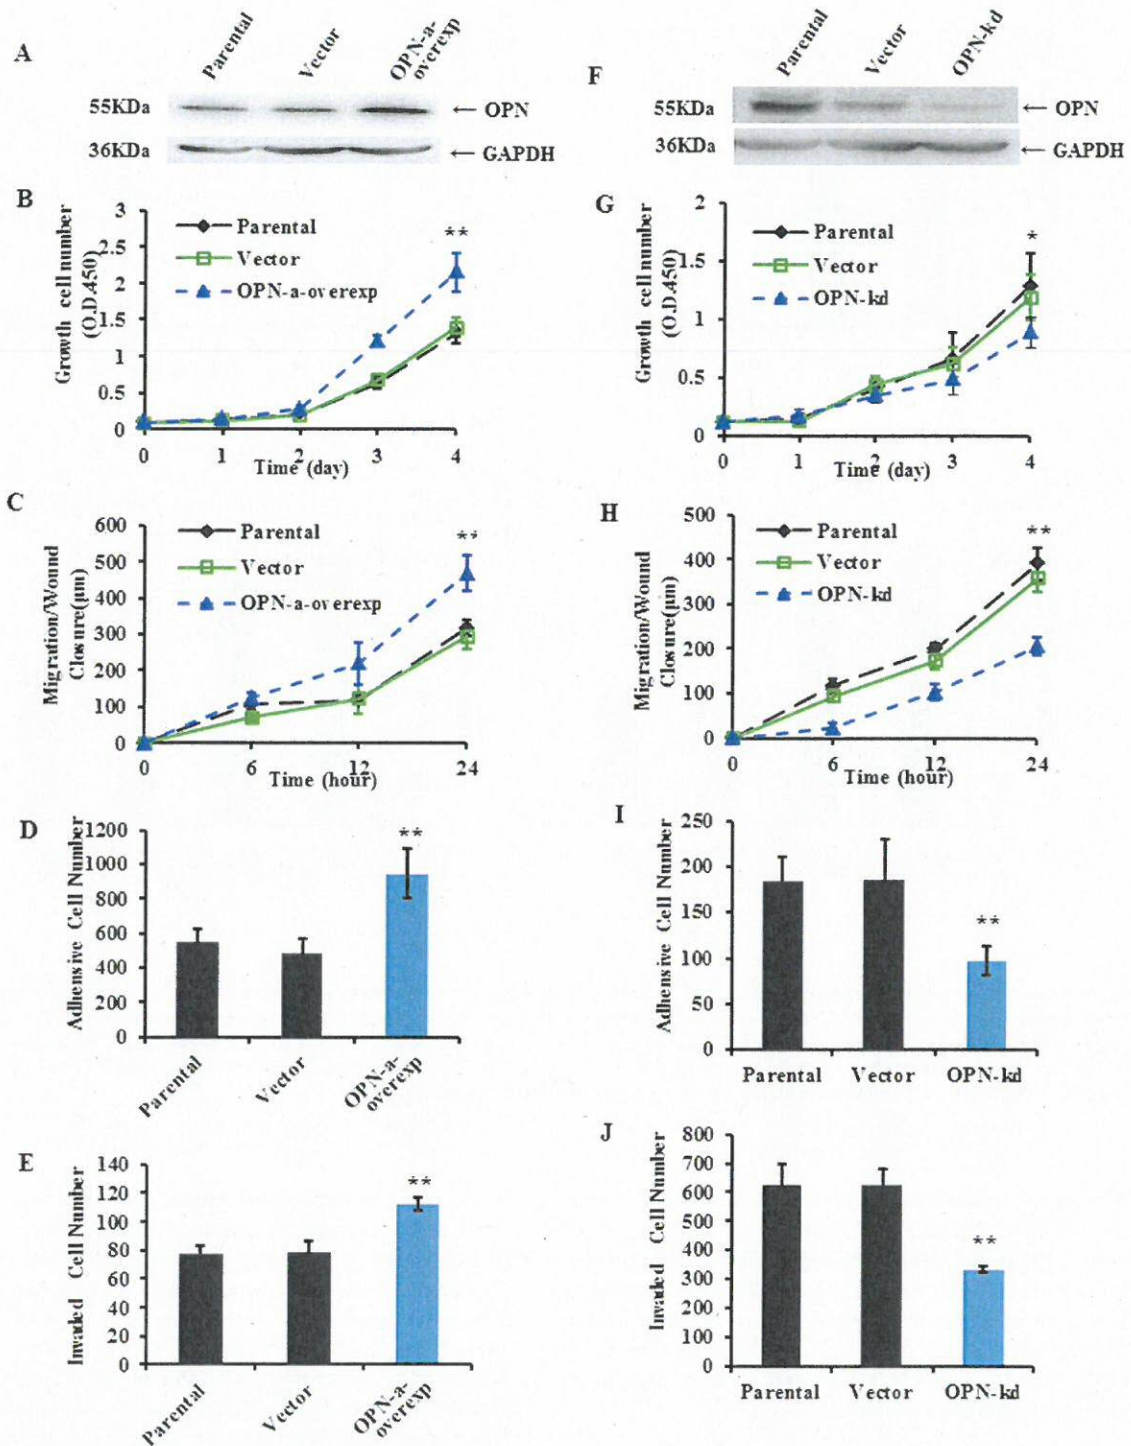 A
Parental
Vector
OPN-a-
overexp
55KDa
← OPN
36KDa
← GAPDH
B
Growth cell number
(O.D.450)
3
2.5
2
1.5
1
0.5
0
Parental
Vector
OPN-a-overexp
**
0 1 2 3 4
Time (day)
C
Migration/Wound
Closure(μm)
600
500
400
300
200
100
0
Parental
Vector
OPN-a-overexp
**
0 6 12 24
Time (hour)
D
Adhensive Cell Number
1200
1000
800
600
400
200
0
**
Parental
Vector
OPN-a-
overexp
E
Invaded Cell Number
140
120
100
80
60
40
20
0
**
Parental
Vector
OPN-a-
overexp
F
Parental
Vector
OPN-kd
55KDa
← OPN
36KDa
← GAPDH
G
Growth cell number
(O.D.450)
2
1.5
1
0.5
0
Parental
Vector
OPN-kd
*
0 1 2 3 4
Time (day)
H
Migration/Wound
Closure(μm)
500
400
300
200
100
0
Parental
Vector
OPN-kd
**
0 6 12 24
Time (hour)
I
Adhensive Cell Number
250
200
150
100
50
0
**
Parental Vector OPN-kd
J
Invaded Cell Number
800
700
600
500
400
300
200
100
0
**
Parental Vector OPN-kd